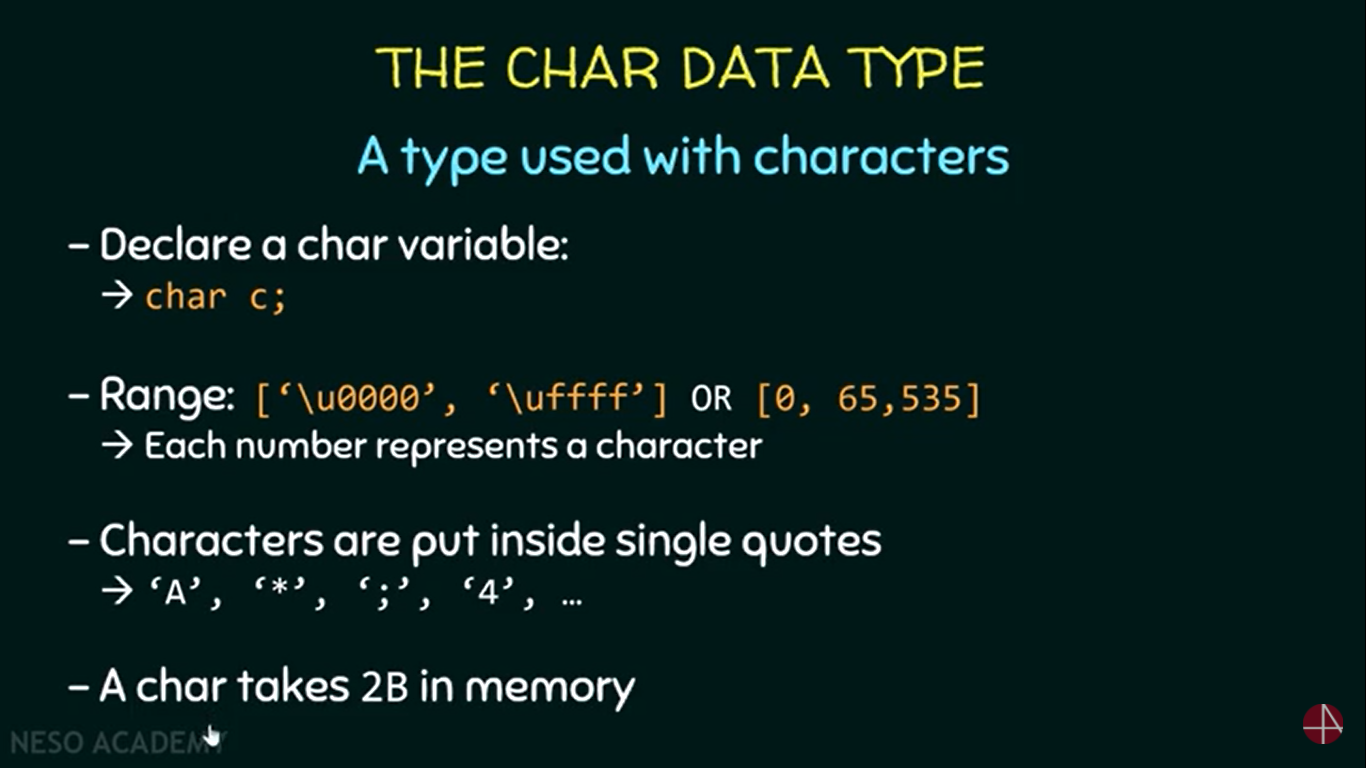 THE CHAR DATA TYPE
A type used with characters
– Declare a char variable:
→ char c;
– Range: [‘\u0000’, ‘\uffff’] OR [0, 65,535]
→ Each number represents a character
– Characters are put inside single quotes
→ ‘A’, ‘*’, ‘;’, ‘4’, …
– A char takes 2B in memory
NESO ACADEMY